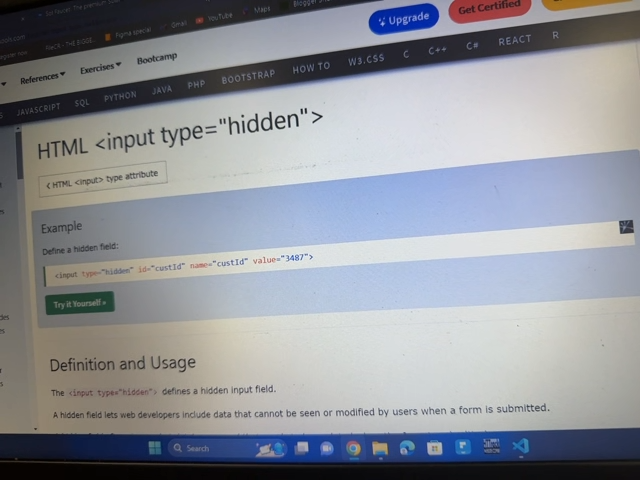 Figma special
Gmail
YouTube
Maps
Upgrade
Get Certified
References
Exercises
Bootcamp
JAVASCRIPT SQL PYTHON JAVA PHP BOOTSTRAP HOW TO W3.CSS C C++ C# REACT R
HTML <input type="hidden">
❮ HTML <input> type attribute
Example
Define a hidden field:
<input type="hidden" id="custId" name="custId" value="3487">
Try it Yourself »
Definition and Usage
The <input type="hidden"> defines a hidden input field.
A hidden field lets web developers include data that cannot be seen or modified by users when a form is submitted.
Search